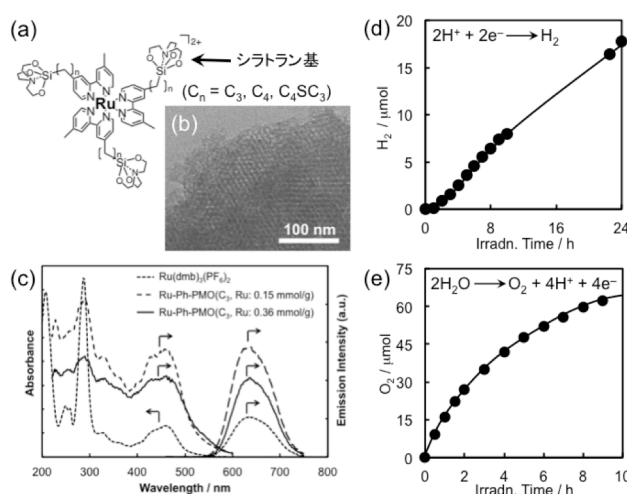 (a)
2+
シラトラン基
(Cn = C3, C4, C4SC3)
Ru
(b)
100 nm
(c)
Ru(dmb)3(PF6)2
Ru-Ph-PMO(C3, Ru: 0.15 mmol/g)
Ru-Ph-PMO(C3, Ru: 0.36 mmol/g)
Absorbance
Emission Intensity (a.u.)
200 300 400 500 600 700 800
Wavelength / nm
(d)
2H⁺ + 2e⁻ → H₂
20
15
10
5
0
H₂ / μmol
0 6 12 18 24
Irradn. Time / h
(e)
2H₂O → O₂ + 4H⁺ + 4e⁻
75
60
45
30
15
0
O₂ / μmol
0 2 4 6 8 10
Irradn. Time / h